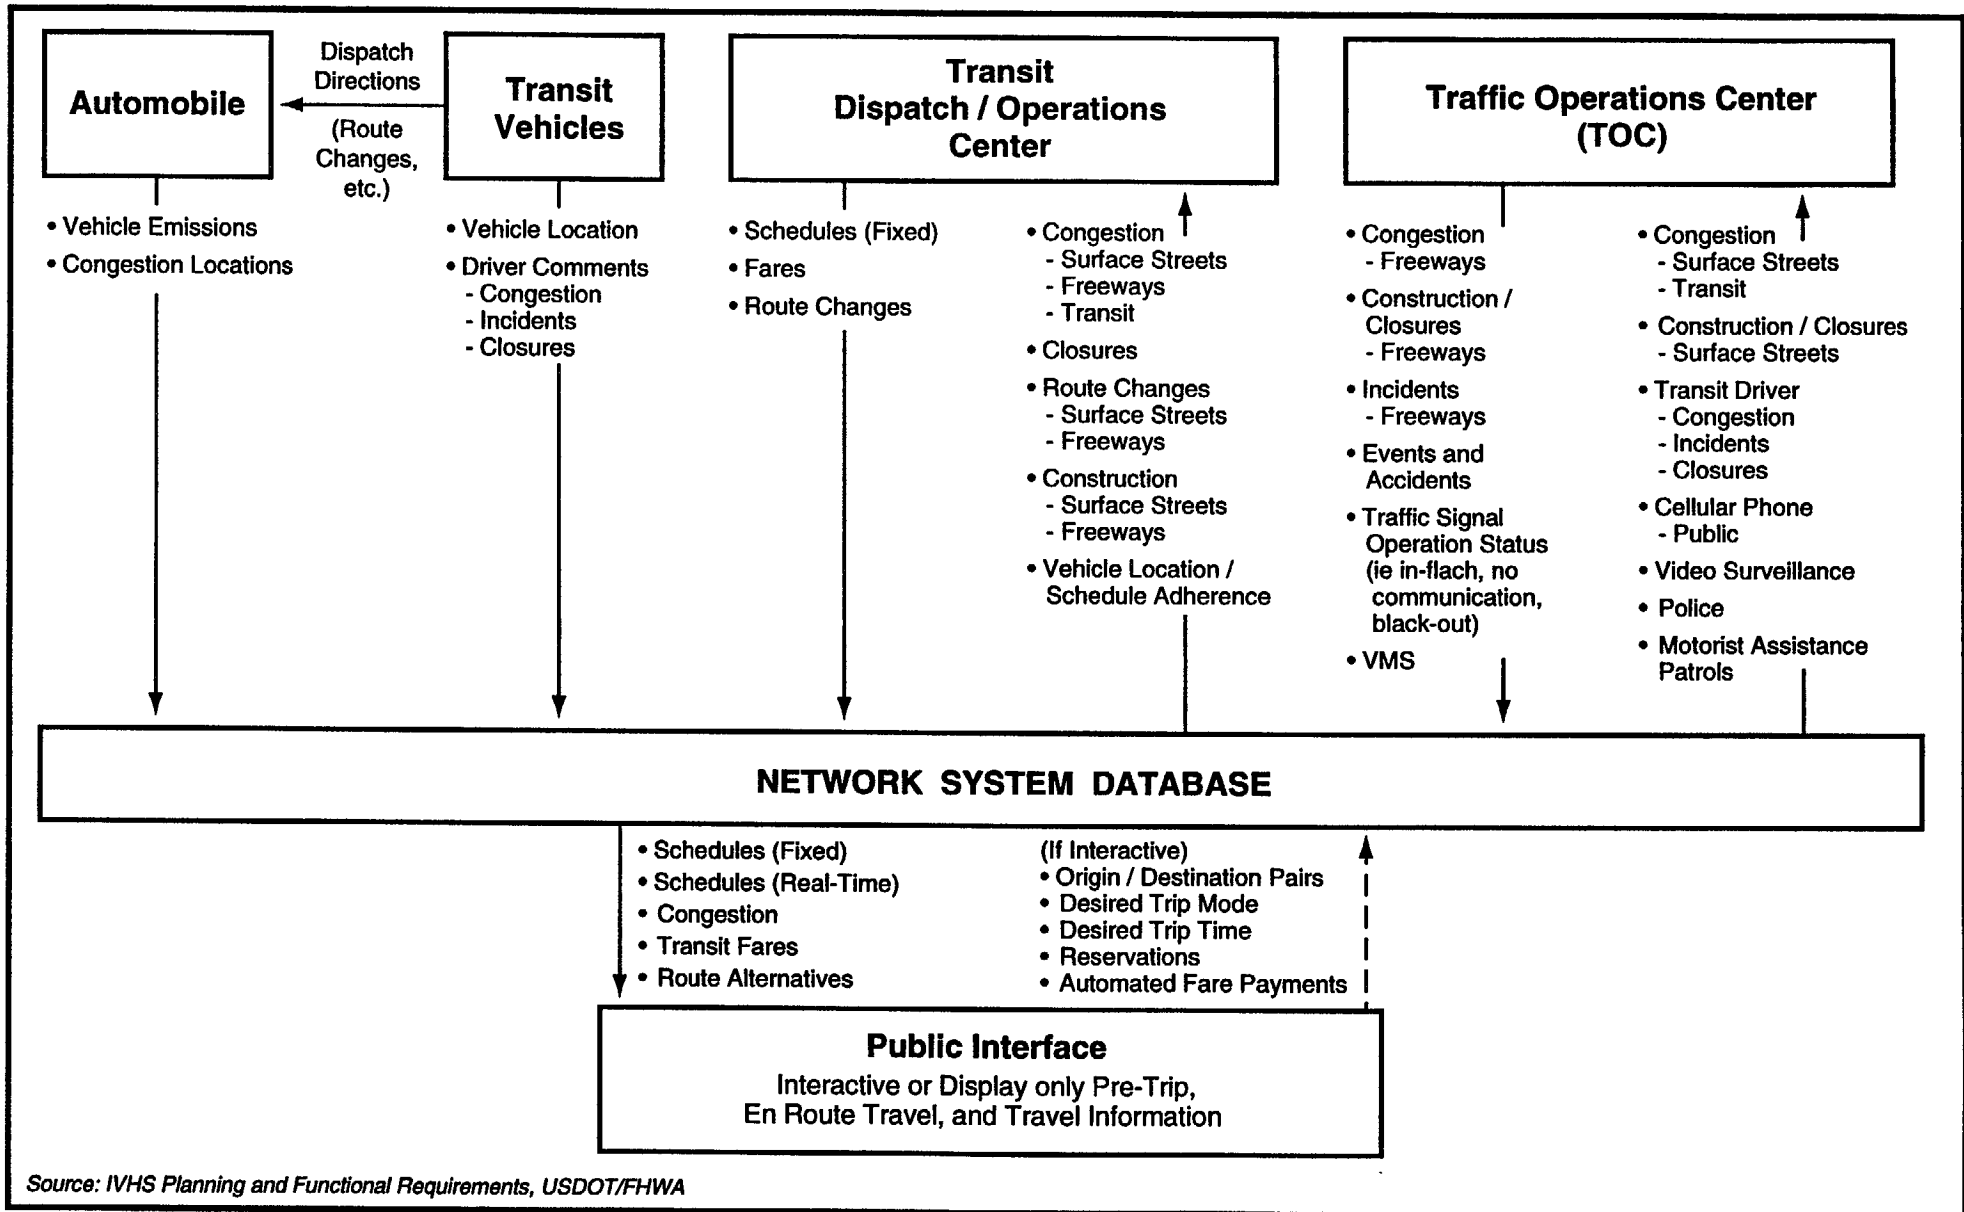 Automobile
Dispatch
Directions
(Route
Changes,
etc.)
Transit
Vehicles
Transit
Dispatch / Operations
Center
Traffic Operations Center
(TOC)
• Vehicle Emissions
• Congestion Locations
• Vehicle Location
• Driver Comments
- Congestion
- Incidents
- Closures
• Schedules (Fixed)
• Fares
• Route Changes
• Congestion
- Surface Streets
- Freeways
- Transit
• Closures
• Route Changes
- Surface Streets
- Freeways
• Construction
- Surface Streets
- Freeways
• Vehicle Location /
Schedule Adherence
• Congestion
- Freeways
• Construction /
Closures
- Freeways
• Incidents
- Freeways
• Events and
Accidents
• Traffic Signal
Operation Status
(ie in-flach, no
communication,
black-out)
• VMS
• Congestion
- Surface Streets
- Transit
• Construction / Closures
- Surface Streets
• Transit Driver
- Congestion
- Incidents
- Closures
• Cellular Phone
- Public
• Video Surveillance
• Police
• Motorist Assistance
Patrols
NETWORK SYSTEM DATABASE
• Schedules (Fixed)
• Schedules (Real-Time)
• Congestion
• Transit Fares
• Route Alternatives
(If Interactive)
• Origin / Destination Pairs
• Desired Trip Mode
• Desired Trip Time
• Reservations
• Automated Fare Payments
Public Interface
Interactive or Display only Pre-Trip,
En Route Travel, and Travel Information
Source: IVHS Planning and Functional Requirements, USDOT/FHWA